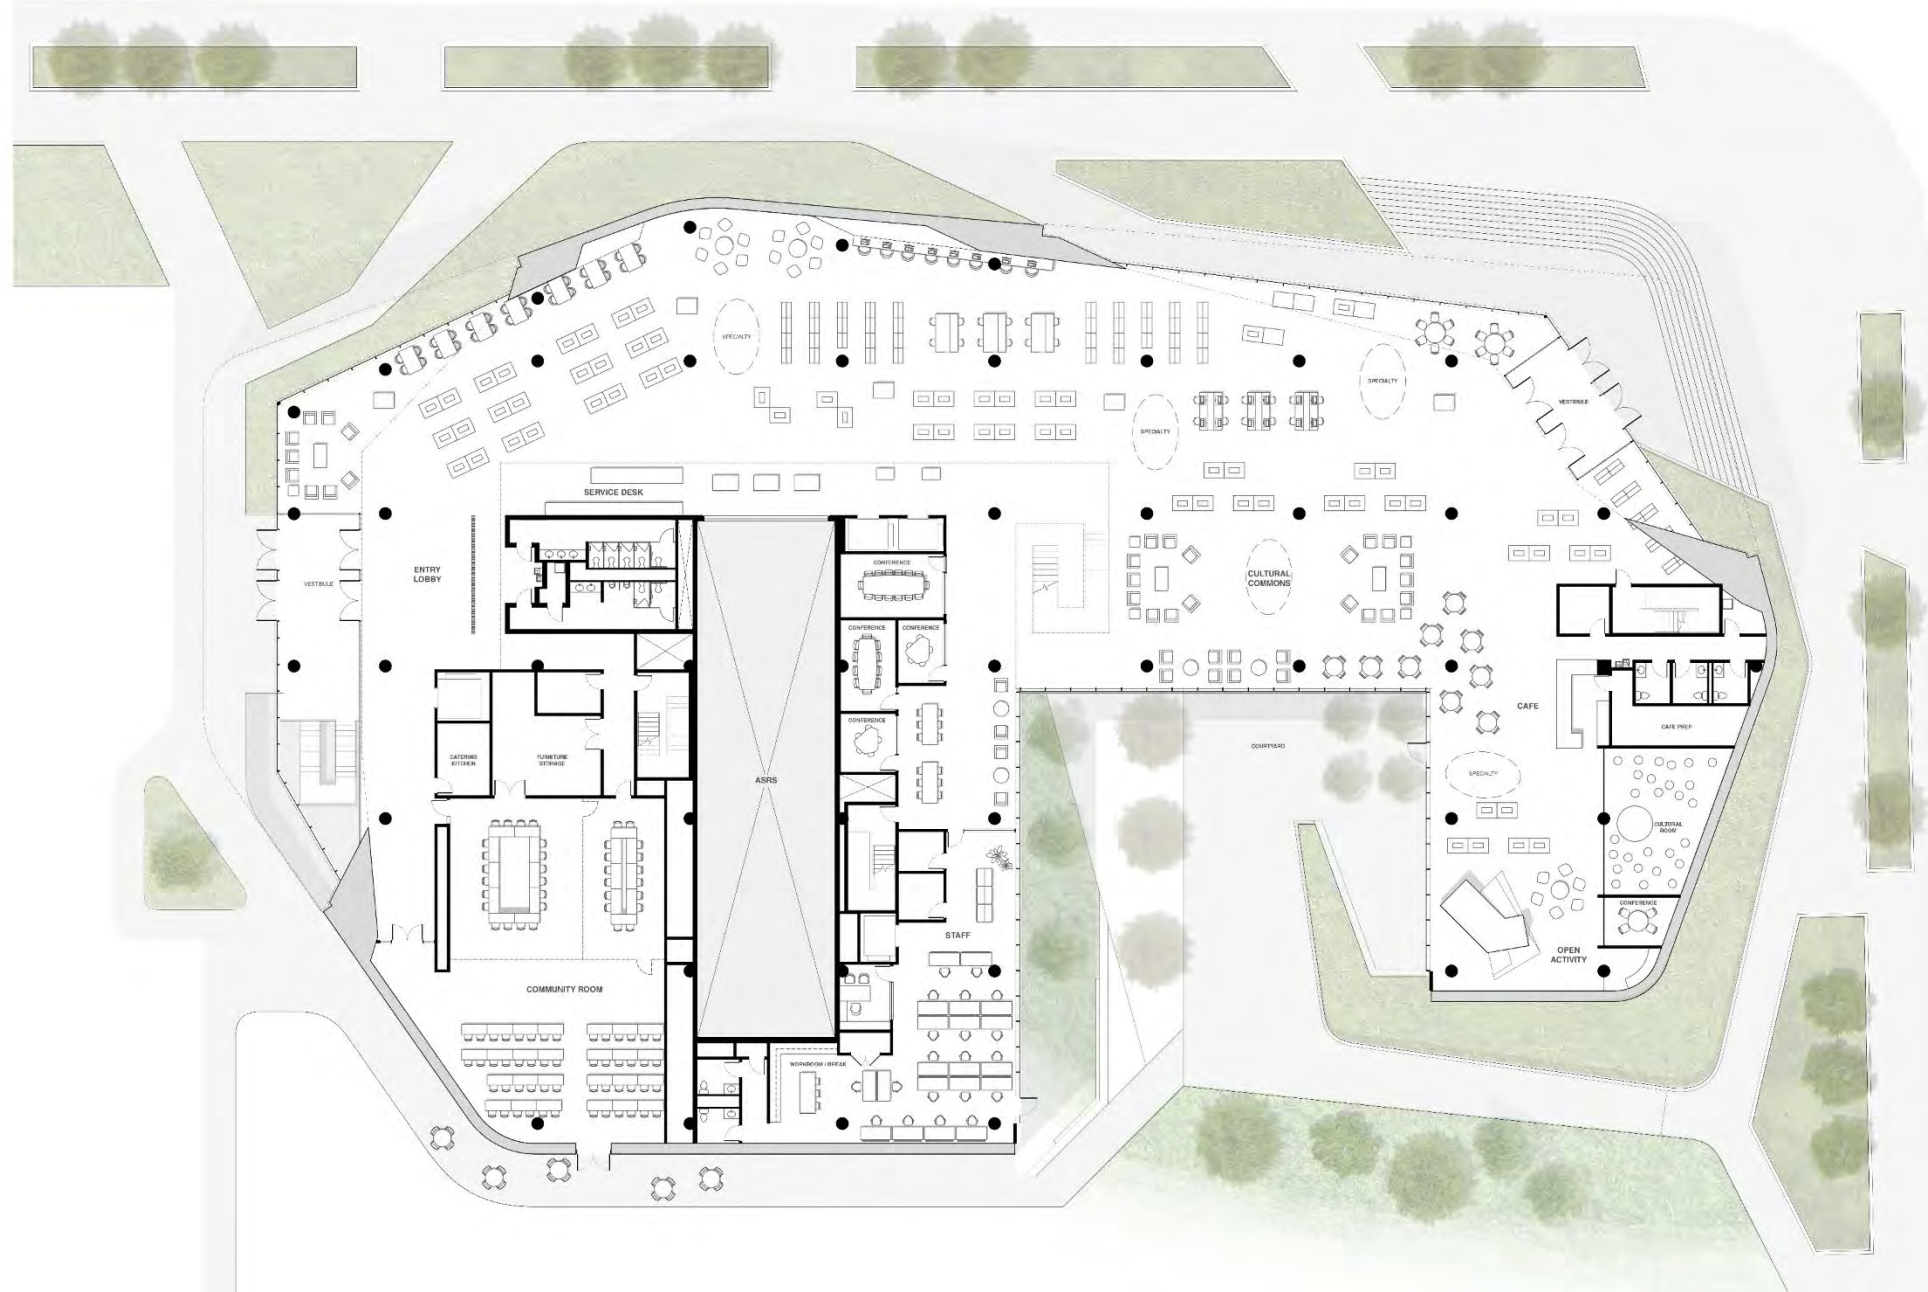 SPECIALTY
SPECIALTY
VESTIBULE
SPECIALTY
SERVICE DESK
ENTRY
LOBBY
VESTIBULE
CONFERENCE
CULTURAL
COMMONS
CONFERENCE
CONFERENCE
CONFERENCE
CAFE
CAFE PREP
COURTYARD
CATERING
KITCHEN
FURNITURE
STORAGE
ASRS
SPECIALTY
CULTURAL
ROOM
CONFERENCE
STAFF
OPEN
ACTIVITY
COMMUNITY ROOM
WORKROOM / BREAK